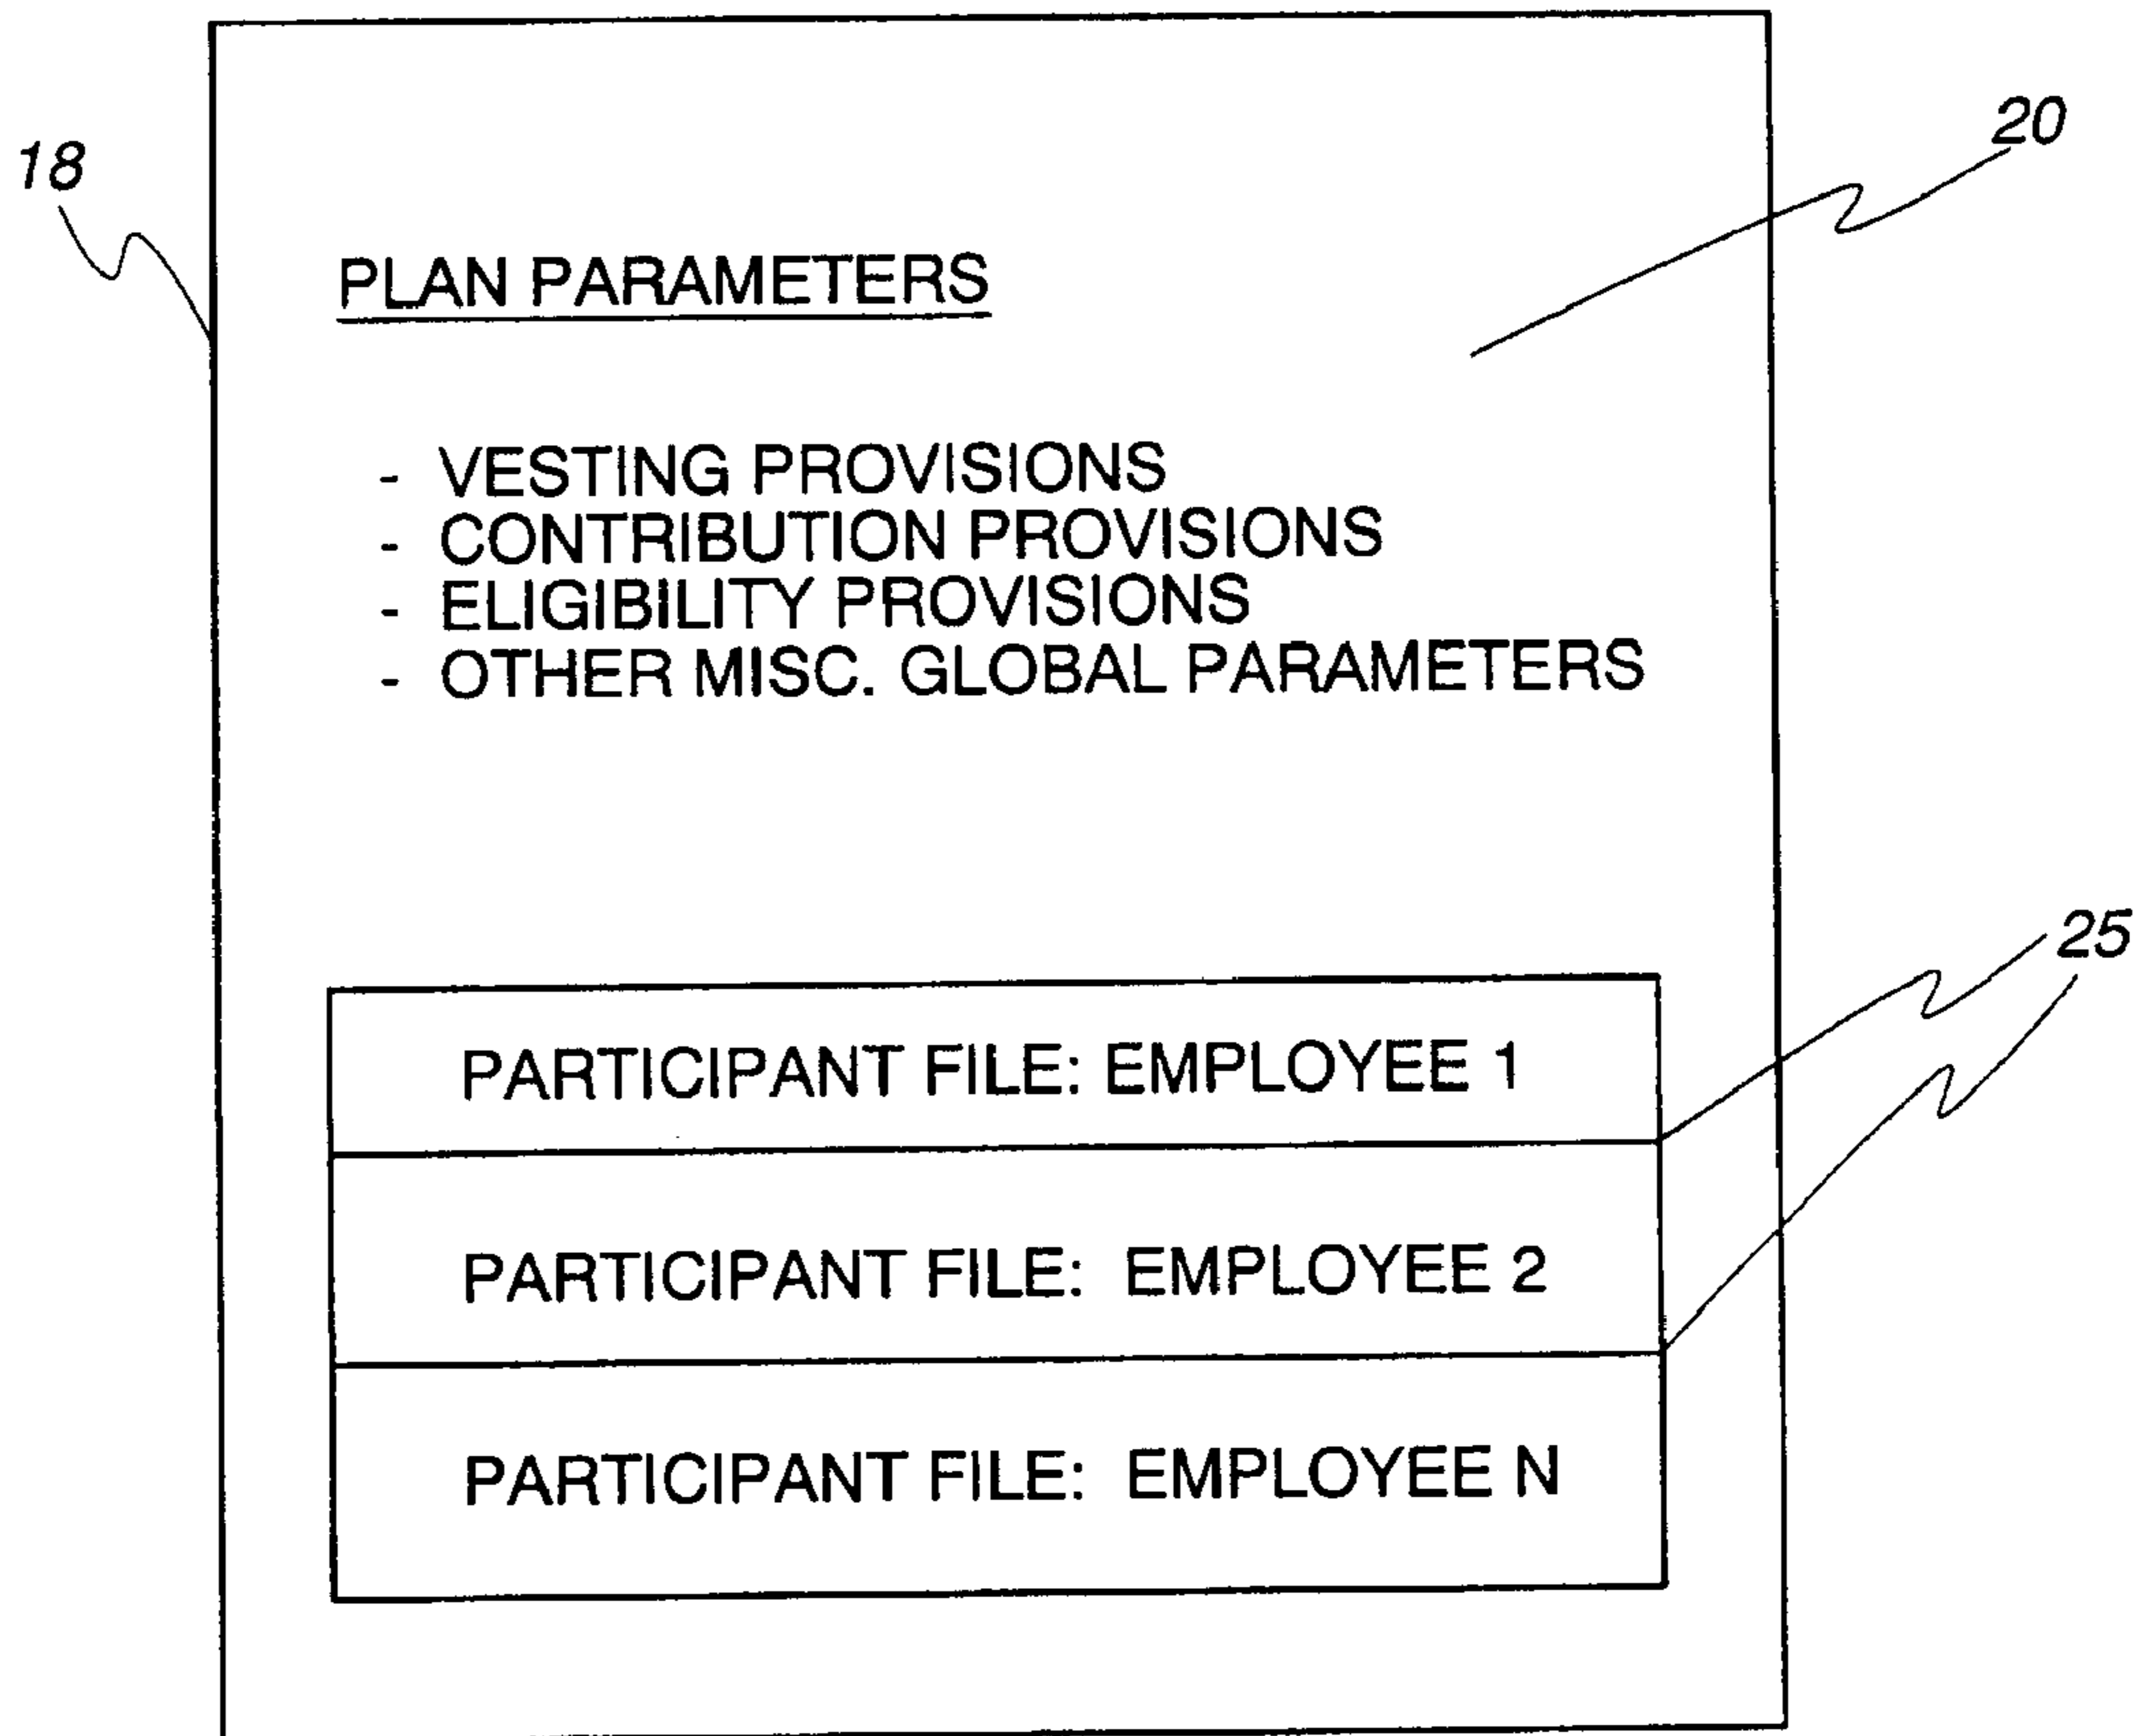 18
20
PLAN PARAMETERS
- VESTING PROVISIONS
- CONTRIBUTION PROVISIONS
- ELIGIBILITY PROVISIONS
- OTHER MISC. GLOBAL PARAMETERS
25
PARTICIPANT FILE: EMPLOYEE 1
PARTICIPANT FILE: EMPLOYEE 2
PARTICIPANT FILE: EMPLOYEE N